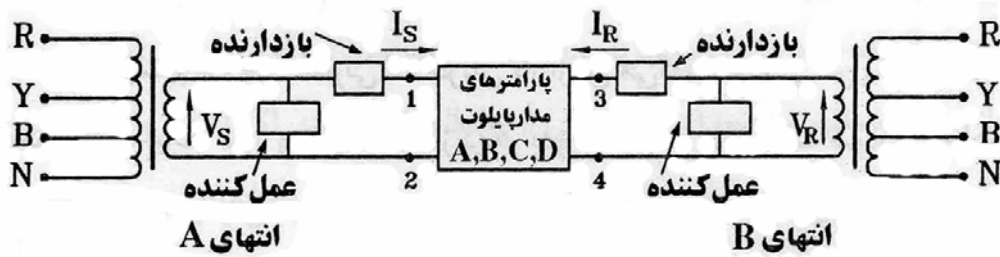 R
Y
B
N
V_S
عمل کننده
بازدارنده
I_S
1
2
پارامترهای
مدارپایلوت
A,B,C,D
I_R
3
4
بازدارنده
عمل کننده
V_R
R
Y
B
N
انتهای A
انتهای B